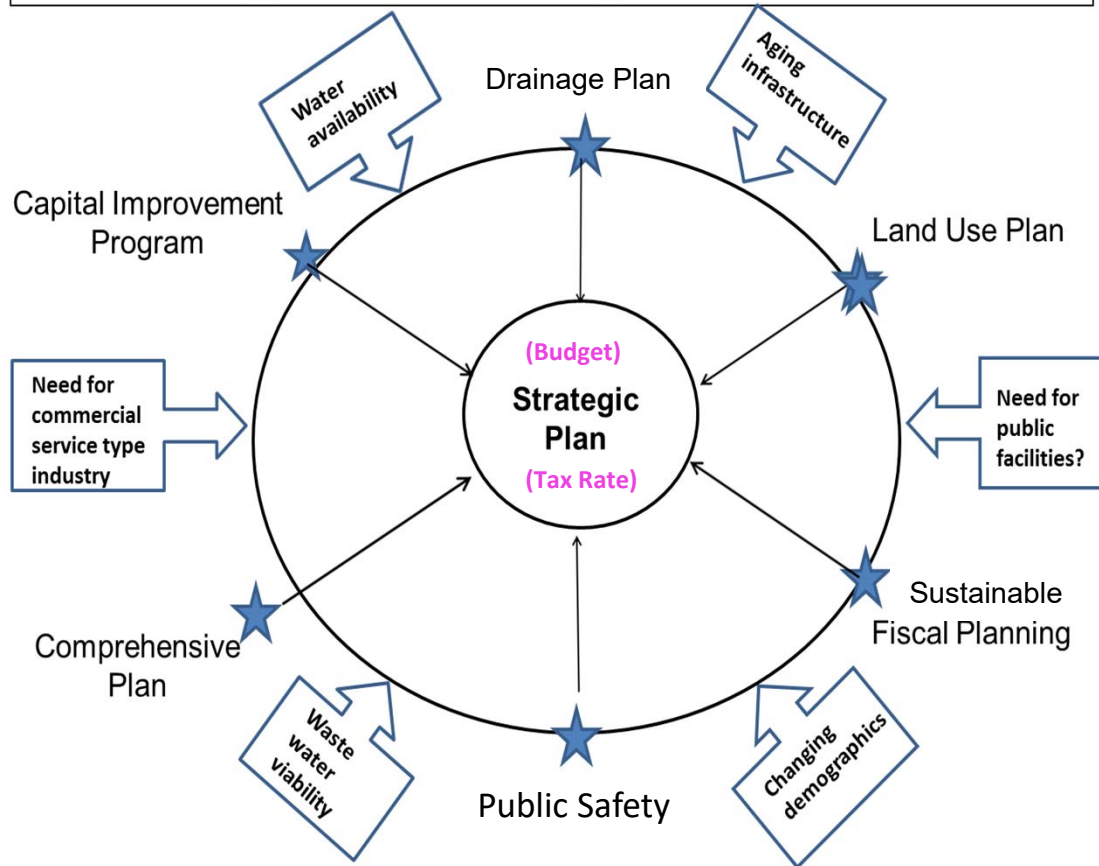 Drainage Plan
Water
availability
Aging
infrastructure
Capital Improvement
Program
Land Use Plan
(Budget)
Strategic
Plan
(Tax Rate)
Need for
commercial
service type
industry
Need for
public
facilities?
Comprehensive
Plan
Sustainable
Fiscal Planning
Waste
water
viability
Changing
demographics
Public Safety